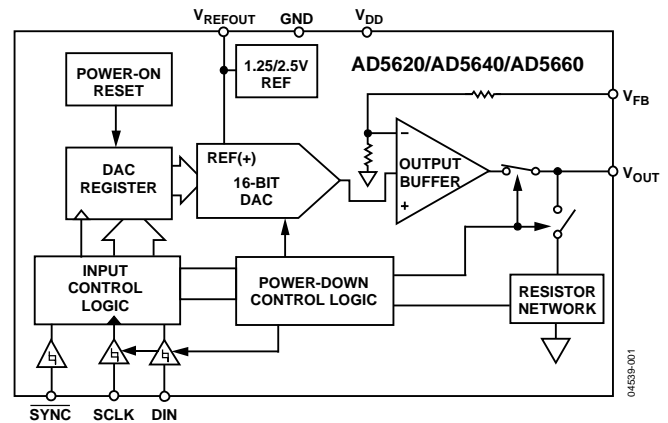 VREFOUT
GND
VDD
1.25/2.5V
REF
AD5620/AD5640/AD5660
POWER-ON
RESET
VFB
DAC
REGISTER
REF(+)
16-BIT
DAC
–
OUTPUT
BUFFER
+
VOUT
INPUT
CONTROL
LOGIC
POWER-DOWN
CONTROL LOGIC
RESISTOR
NETWORK
SYNC
SCLK
DIN
04539-001